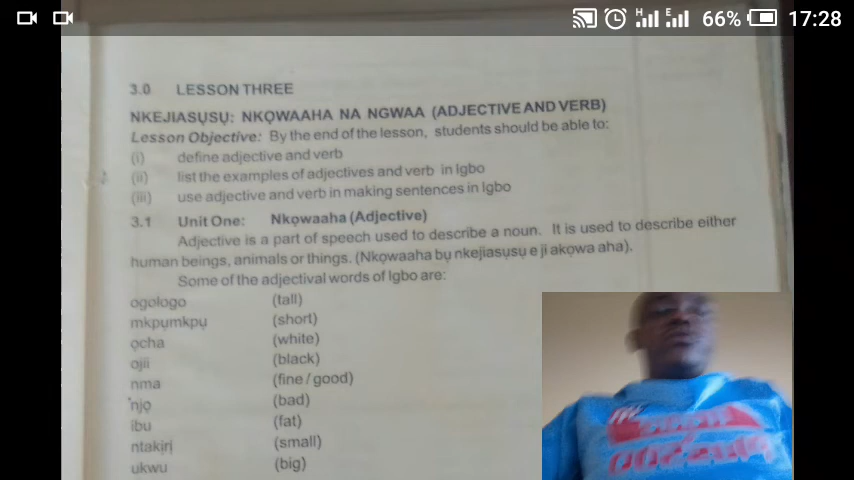 H E 66% 17:28
3.0 LESSON THREE
NKEJIASỤSỤ: NKỌWAAHA NA NGWAA (ADJECTIVE AND VERB)
Lesson Objective: By the end of the lesson, students should be able to:
(i) define adjective and verb
(ii) list the examples of adjectives and verb in Igbo
(iii) use adjective and verb in making sentences in Igbo
3.1 Unit One: Nkọwaaha (Adjective)
Adjective is a part of speech used to describe a noun. It is used to describe either
human beings, animals or things. (Nkọwaaha bụ nkejiasụsụ e ji akọwa aha).
Some of the adjectival words of Igbo are:
ogologo (tall)
mkpụmkpụ (short)
ọcha (white)
ojii (black)
nma (fine / good)
njọ (bad)
ibu (fat)
ntakịrị (small)
ukwu (big)